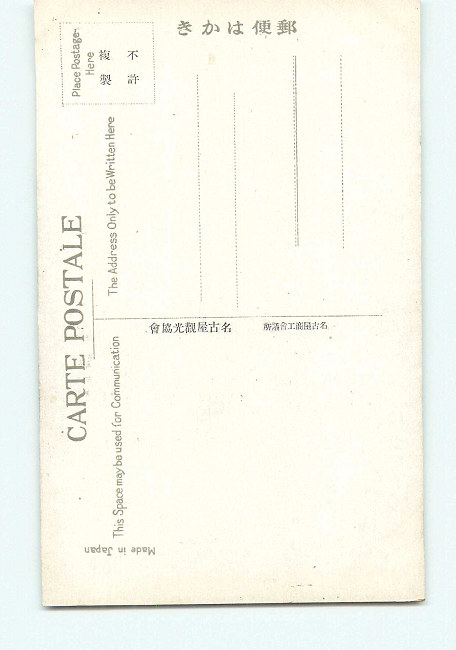 きかは便郵
不許
複製
Place Postage Here
CARTE POSTALE
The Address Only to be Written Here
This Space may be used for Communication
名古屋商工會議所
會協光觀屋古名
Made in Japan